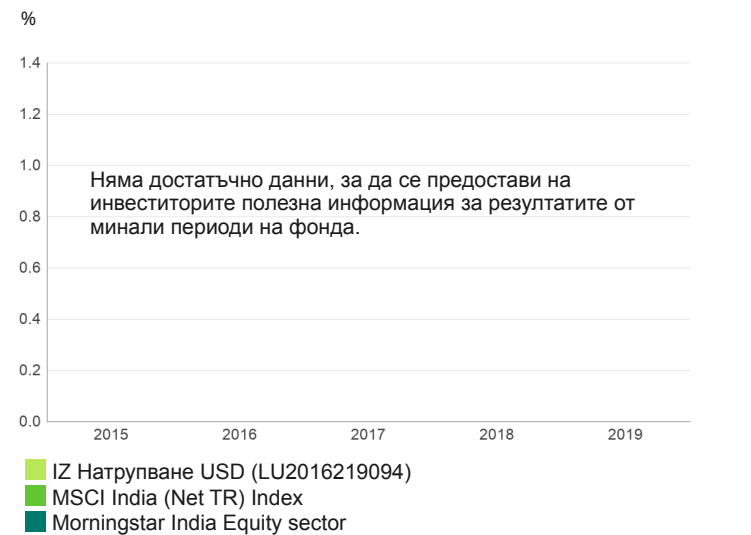 %
1.4
1.2
1.0
Няма достатъчно данни, за да се предостави на
инвеститорите полезна информация за резултатите от
0.8
минали периоди на фонда.
0.6
0.4
0.2
0.0
2015 2016 2017 2018 2019
IZ Натрупване USD (LU2016219094)
MSCI India (Net TR) Index
Morningstar India Equity sector